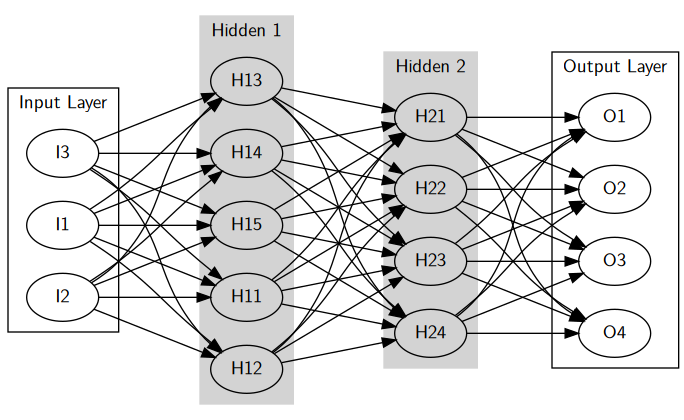 Input Layer
I3
I1
I2
Hidden 1
H13
H14
H15
H11
H12
Hidden 2
H21
H22
H23
H24
Output Layer
O1
O2
O3
O4